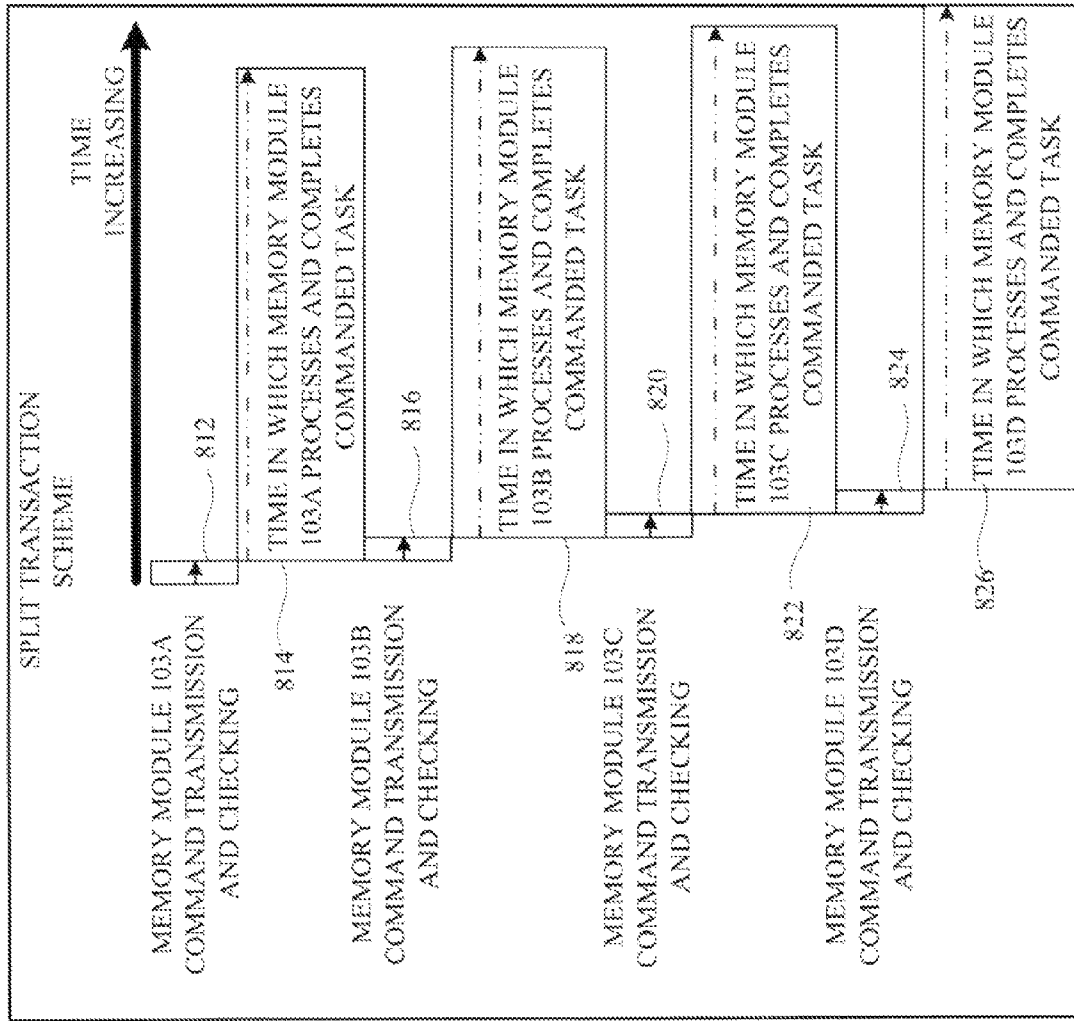 SPLIT TRANSACTION
SCHEME
TIME
INCREASING
MEMORY MODULE 103A
COMMAND TRANSMISSION
AND CHECKING
812
814
TIME IN WHICH MEMORY MODULE
103A PROCESSES AND COMPLETES
COMMANDED TASK
MEMORY MODULE 103B
COMMAND TRANSMISSION
AND CHECKING
816
818
TIME IN WHICH MEMORY MODULE
103B PROCESSES AND COMPLETES
COMMANDED TASK
MEMORY MODULE 103C
COMMAND TRANSMISSION
AND CHECKING
820
822
TIME IN WHICH MEMORY MODULE
103C PROCESSES AND COMPLETES
COMMANDED TASK
MEMORY MODULE 103D
COMMAND TRANSMISSION
AND CHECKING
824
826
TIME IN WHICH MEMORY MODULE
103D PROCESSES AND COMPLETES
COMMANDED TASK